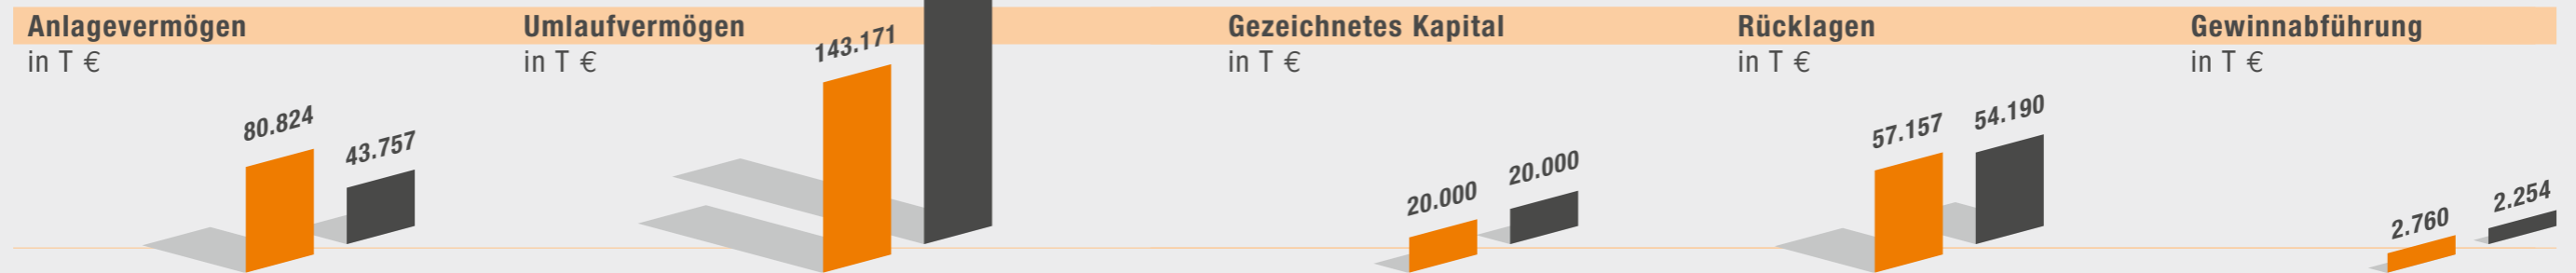 Anlagevermögen
in T €
80.824
43.757
Umlaufvermögen
in T €
143.171
Gezeichnetes Kapital
in T €
20.000
20.000
Rücklagen
in T €
57.157
54.190
Gewinnabführung
in T €
2.760
2.254